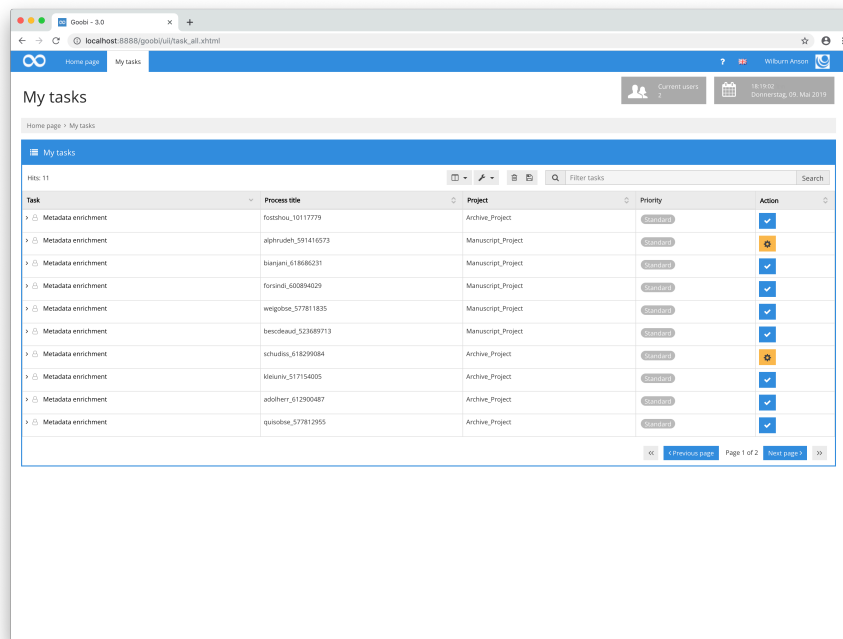 Goobi - 3.0
localhost:8888/goobi/uii/task_all.xhtml
Home page My tasks ? Wilburn Anson
My tasks
Current users
2
18:19:02
Donnerstag, 09. Mai 2019
Home page › My tasks
My tasks
Hits: 11 Filter tasks Search
Task Process title Project Priority Action
Metadata enrichment fostshou_10117779 Archive_Project Standard
Metadata enrichment alphrudeh_591416573 Manuscript_Project Standard
Metadata enrichment bianjani_618686231 Manuscript_Project Standard
Metadata enrichment forsindi_600894029 Manuscript_Project Standard
Metadata enrichment weigobse_577811835 Manuscript_Project Standard
Metadata enrichment bescdeaud_523689713 Manuscript_Project Standard
Metadata enrichment schudiss_618299084 Archive_Project Standard
Metadata enrichment kleiuniv_517154005 Archive_Project Standard
Metadata enrichment adolherr_612900487 Archive_Project Standard
Metadata enrichment quisobse_577812955 Archive_Project Standard
‹ Previous page Page 1 of 2 Next page ›